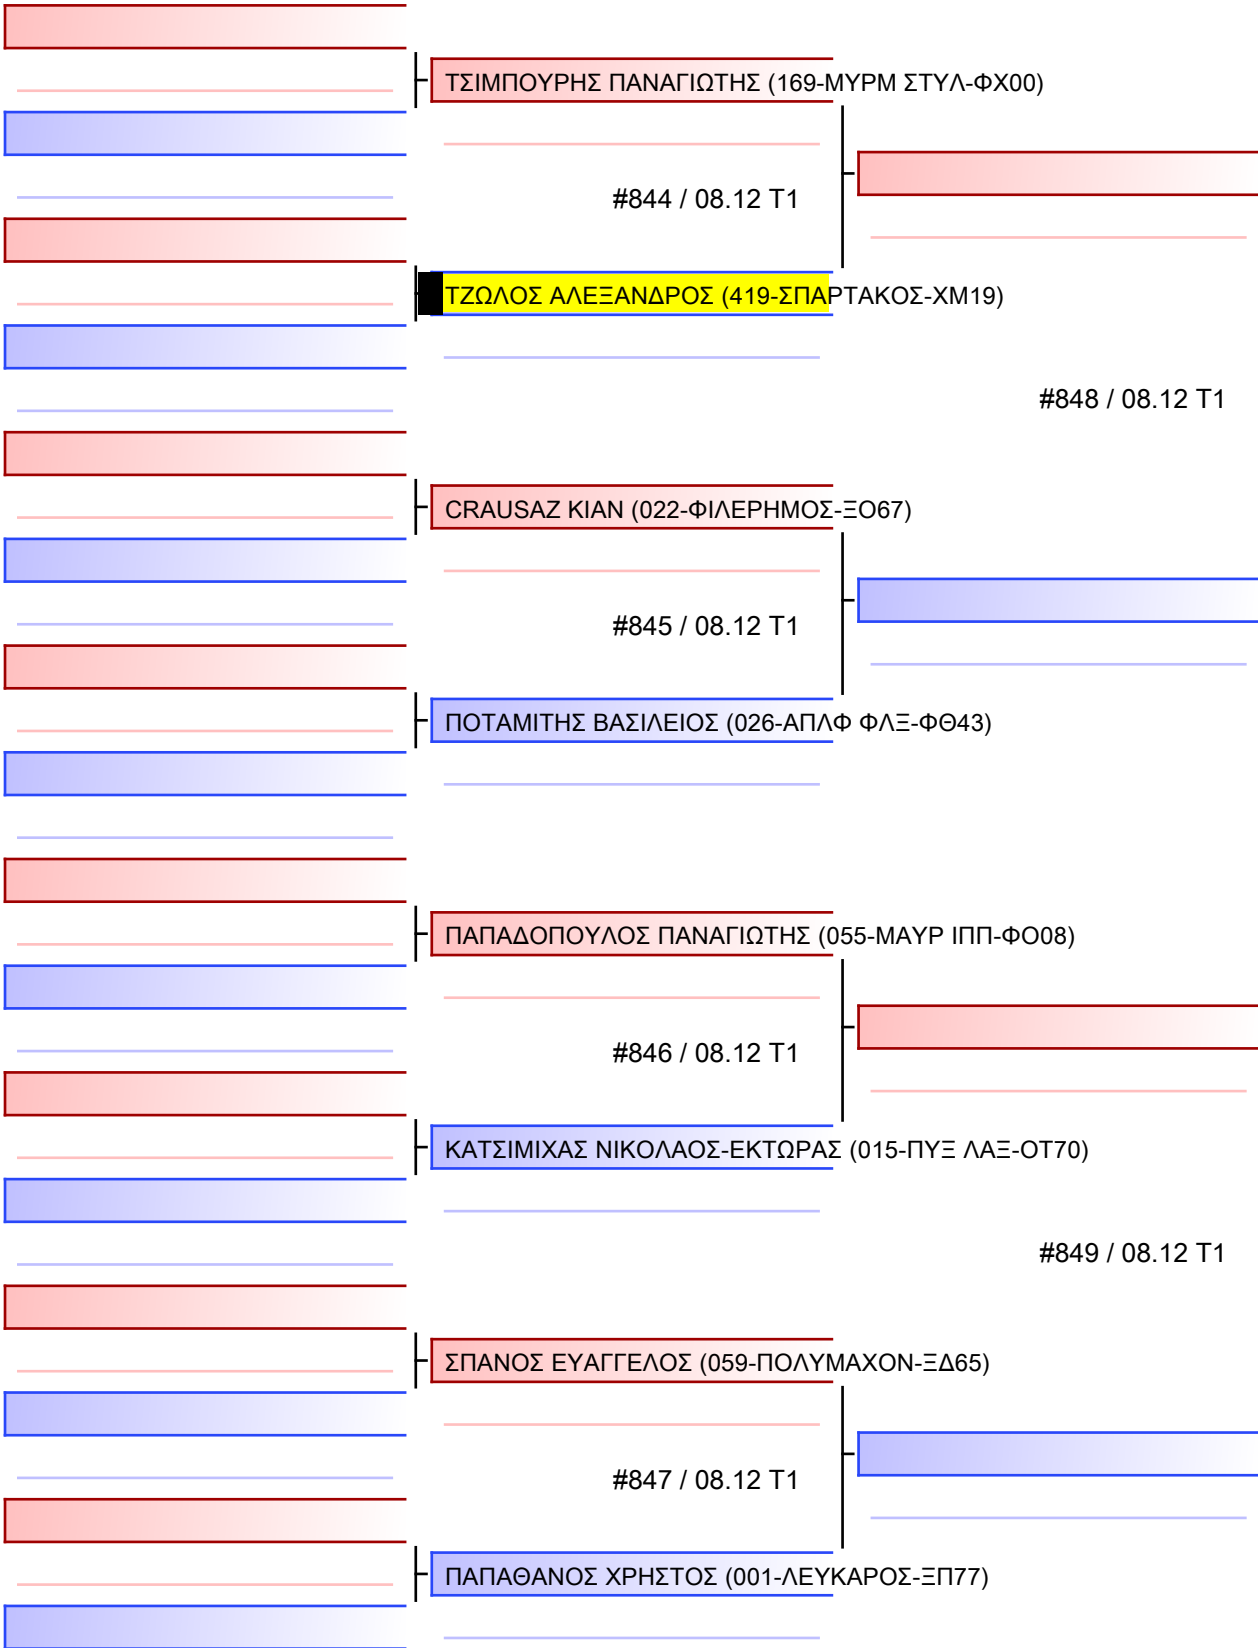 ΤΣΙΜΠΟΥΡΗΣ ΠΑΝΑΓΙΩΤΗΣ (169-ΜΥΡΜ ΣΤΥΛ-ΦΧ00)
#844 / 08.12 T1
ΤΖΩΛΟΣ ΑΛΕΞΑΝΔΡΟΣ (419-ΣΠΑΡΤΑΚΟΣ-ΧΜ19)
#848 / 08.12 T1
CRAUSAZ KIAN (022-ΦΙΛΕΡΗΜΟΣ-ΞΟ67)
#845 / 08.12 T1
ΠΟΤΑΜΙΤΗΣ ΒΑΣΙΛΕΙΟΣ (026-ΑΠΛΦ ΦΛΞ-ΦΘ43)
ΠΑΠΑΔΟΠΟΥΛΟΣ ΠΑΝΑΓΙΩΤΗΣ (055-ΜΑΥΡ ΙΠΠ-ΦΟ08)
#846 / 08.12 T1
ΚΑΤΣΙΜΙΧΑΣ ΝΙΚΟΛΑΟΣ-ΕΚΤΩΡΑΣ (015-ΠΥΞ ΛΑΞ-ΟΤ70)
#849 / 08.12 T1
ΣΠΑΝΟΣ ΕΥΑΓΓΕΛΟΣ (059-ΠΟΛΥΜΑΧΟΝ-ΞΔ65)
#847 / 08.12 T1
ΠΑΠΑΘΑΝΟΣ ΧΡΗΣΤΟΣ (001-ΛΕΥΚΑΡΟΣ-ΞΠ77)